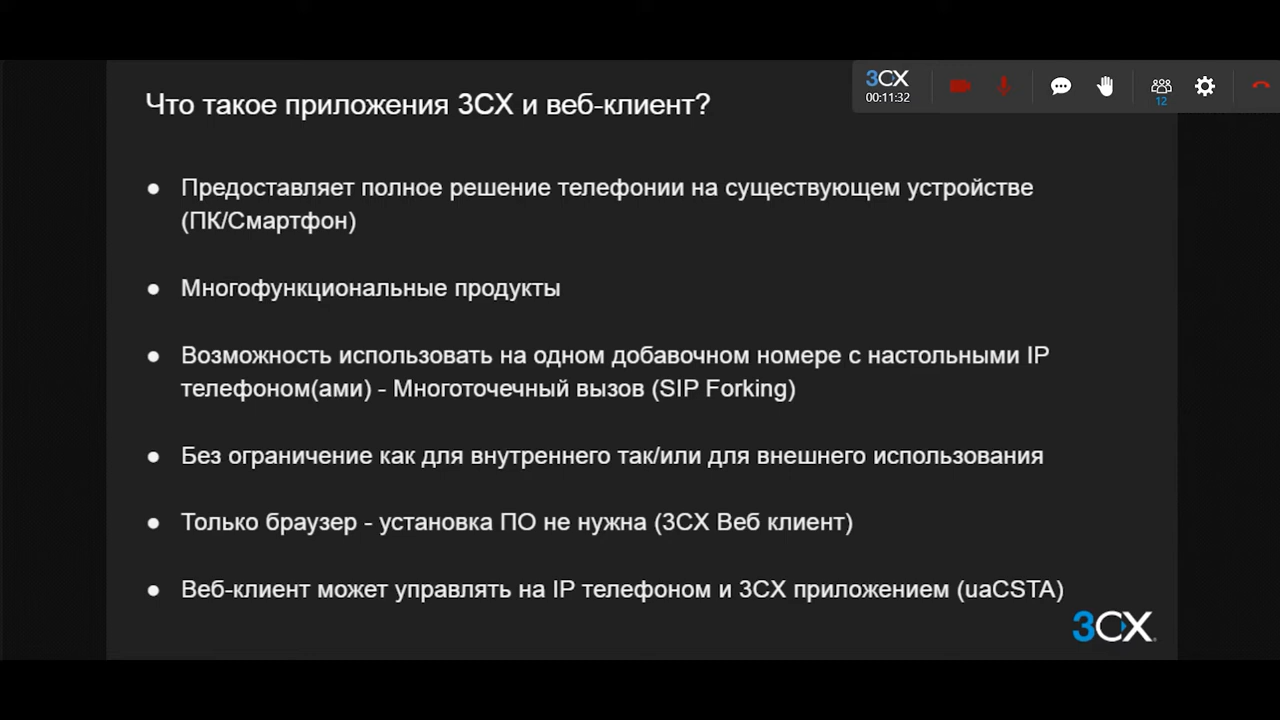 3CX
00:11:32
12
Что такое приложения 3CX и веб-клиент?
● Предоставляет полное решение телефонии на существующем устройстве
(ПК/Смартфон)
● Многофункциональные продукты
● Возможность использовать на одном добавочном номере с настольными IP
телефоном(ами) - Многоточечный вызов (SIP Forking)
● Без ограничение как для внутреннего так/или для внешнего использования
● Только браузер - установка ПО не нужна (3CX Веб клиент)
● Веб-клиент может управлять на IP телефоном и 3CX приложением (uaCSTA)
3CX